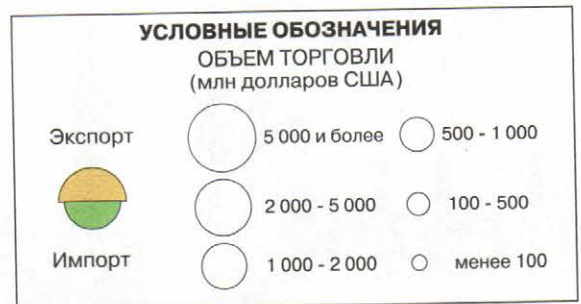 УСЛОВНЫЕ ОБОЗНАЧЕНИЯ
ОБЪЕМ ТОРГОВЛИ
(млн долларов США)
Экспорт
5 000 и более
500 - 1 000
2 000 - 5 000
100 - 500
Импорт
1 000 - 2 000
менее 100